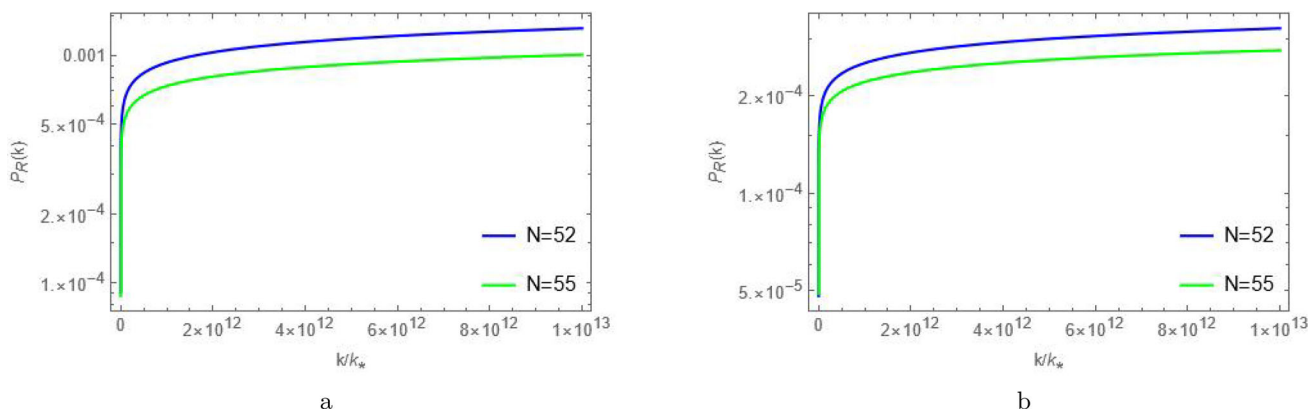 0.001
5.×10⁻⁴
2.×10⁻⁴
1.×10⁻⁴
P_R(k)
N=52
N=55
0 2×10¹² 4×10¹² 6×10¹² 8×10¹² 1×10¹³
k/k_*
a
2.×10⁻⁴
1.×10⁻⁴
5.×10⁻⁵
P_R(k)
N=52
N=55
0 2×10¹² 4×10¹² 6×10¹² 8×10¹² 1×10¹³
k/k_*
b